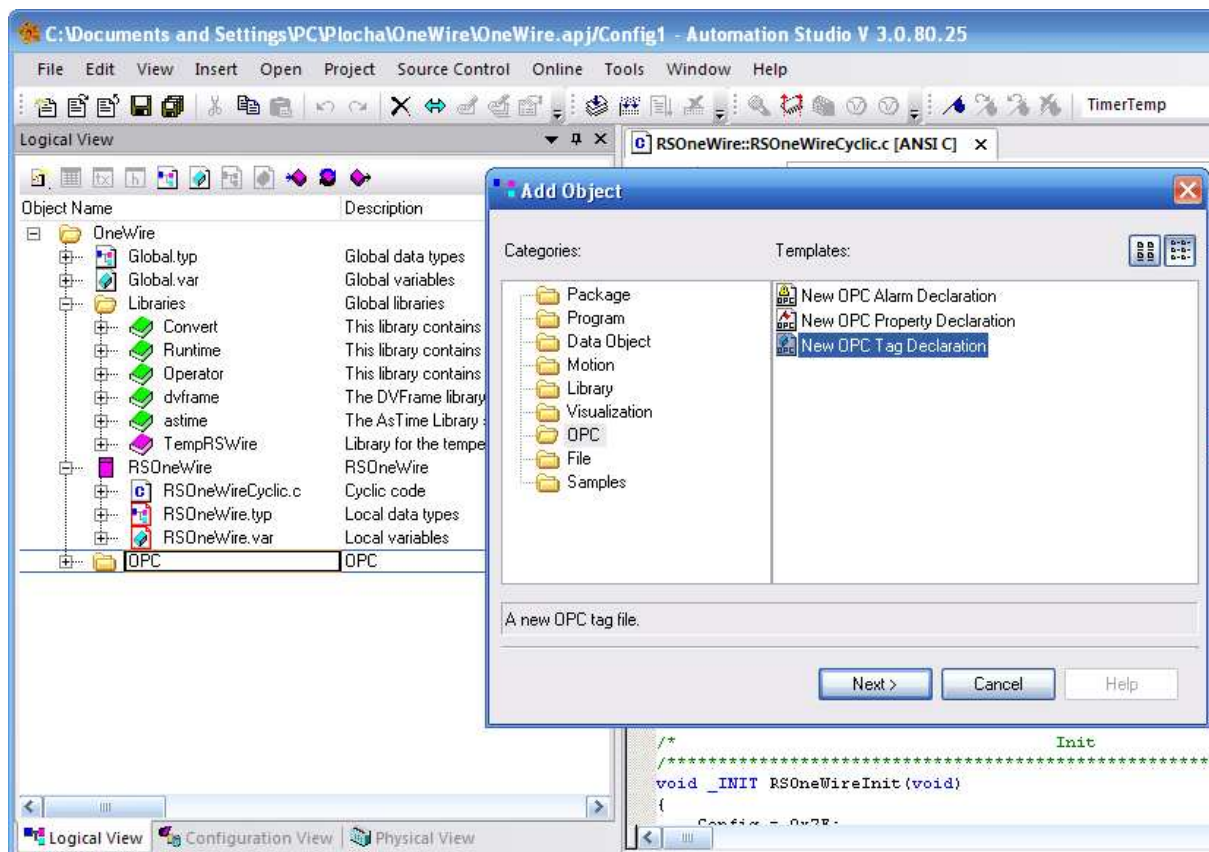 C:\Documents and Settings\PC\Plocha\OneWire\OneWire.apj/Config1 - Automation Studio V 3.0.80.25
File Edit View Insert Open Project Source Control Online Tools Window Help
TimerTemp
Logical View
RSOneWire::RSOneWireCyclic.c [ANSI C]
Object Name Description
OneWire
Global.typ Global data types
Global.var Global variables
Libraries Global libraries
Convert This library contains
Runtime This library contains
Operator This library contains
dvframe The DVFrame library
astime The AsTime Library
TempRSWire Library for the tempe
RSOneWire RSOneWire
RSOneWireCyclic.c Cyclic code
RSOneWire.typ Local data types
RSOneWire.var Local variables
OPC OPC
Add Object
Categories: Templates:
Package
Program
Data Object
Motion
Library
Visualization
OPC
File
Samples
New OPC Alarm Declaration
New OPC Property Declaration
New OPC Tag Declaration
A new OPC tag file.
Next > Cancel Help
/* Init
/******************************************************
void _INIT RSOneWireInit(void)
{
Config = 0x7F;
Logical View Configuration View Physical View